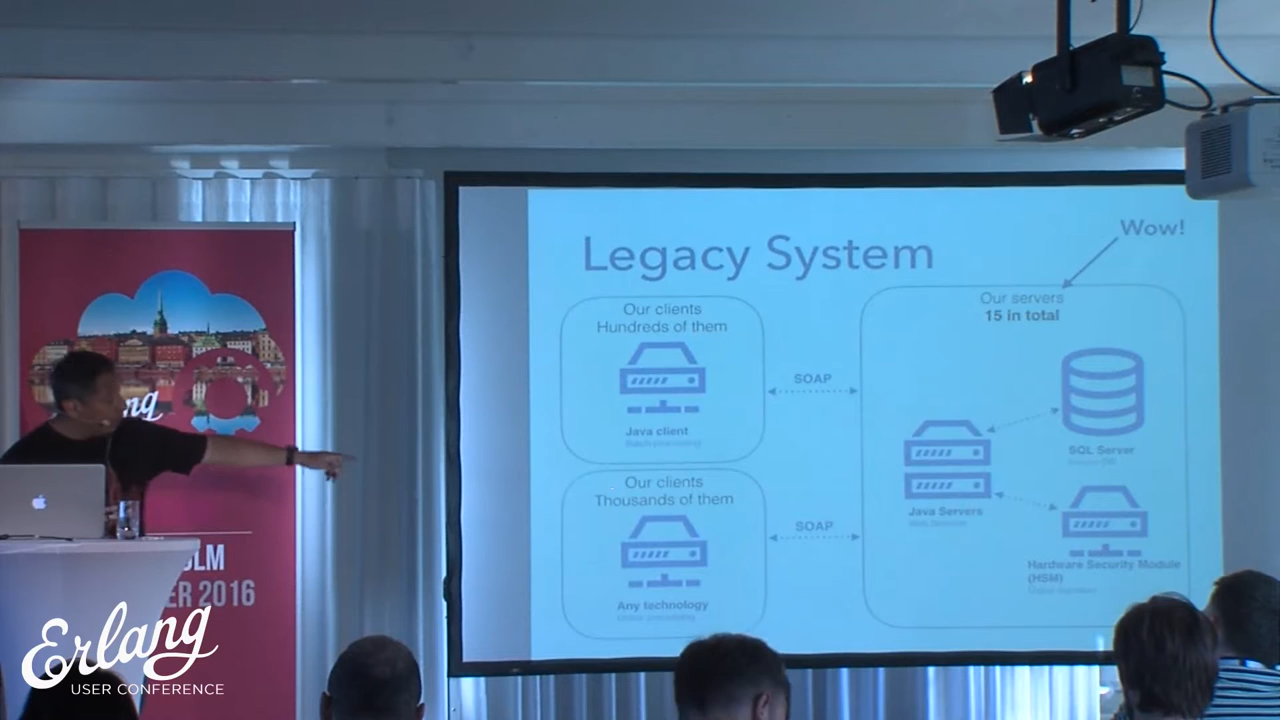 Legacy System
Wow!
Our clients
Hundreds of them
Java client
SOAP
Our servers
15 in total
SQL Server
Java Servers
Hardware Security Module
(HSM)
Our clients
Thousands of them
SOAP
Any technology
ER 2016
Erlang
USER CONFERENCE